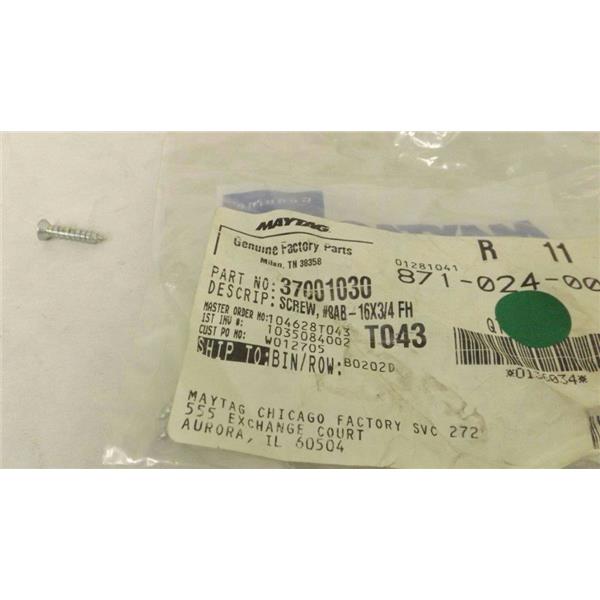 MAYTAG
Genuine Factory Parts
Milan, TN 38358
01281041
R 11
871-024-00
PART NO: 37001030
DESCRIP: SCREW, #8AB-16X3/4 FH
MASTER ORDER NO: 104628T043
1ST INV #: 1035084002
T043
CUST PO NO: W012705
SHIP TO: BIN/ROW: B0202D
MAYTAG CHICAGO FACTORY SVC 272
555 EXCHANGE COURT
AURORA, IL 60504
MAYTAG